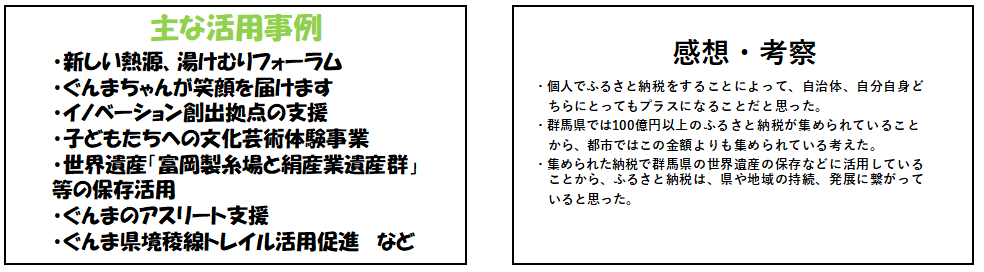 主な活用事例
・新しい熱源、湯けむりフォーラム
・ぐんまちゃんが笑顔を届けます
・イノベーション創出拠点の支援
・子どもたちへの文化芸術体験事業
・世界遺産「富岡製糸場と絹産業遺産群」
等の保存活用
・ぐんまのアスリート支援
・ぐんま県境稜線トレイル活用促進　など
感想・考察
・個人でふるさと納税をすることによって、自治体、自分自身ど
ちらにとってもプラスになることだと思った。
・群馬県では100億円以上のふるさと納税が集められていること
から、都市ではこの金額よりも集められている考えた。
・集められた納税で群馬県の世界遺産の保存などに活用している
ことから、ふるさと納税は、県や地域の持続、発展に繋がって
いると思った。